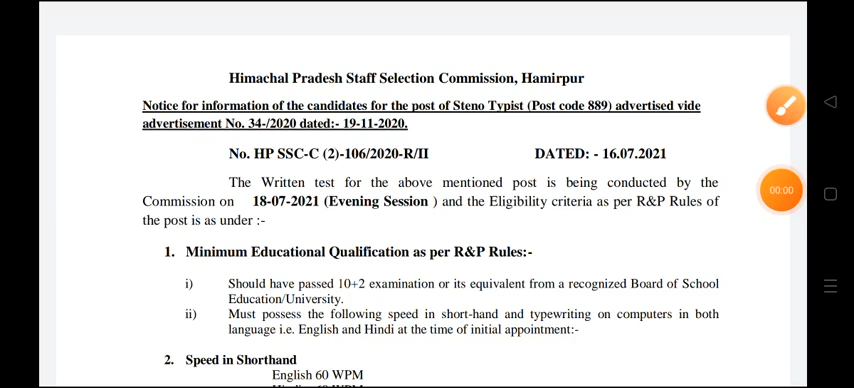 Himachal Pradesh Staff Selection Commission, Hamirpur
Notice for information of the candidates for the post of Steno Typist (Post code 889) advertised vide
advertisement No. 34-/2020 dated:- 19-11-2020.
No. HP SSC-C (2)-106/2020-R/II DATED: - 16.07.2021
The Written test for the above mentioned post is being conducted by the
Commission on 18-07-2021 (Evening Session ) and the Eligibility criteria as per R&P Rules of
the post is as under :-
1. Minimum Educational Qualification as per R&P Rules:-
i) Should have passed 10+2 examination or its equivalent from a recognized Board of School
Education/University.
ii) Must possess the following speed in short-hand and typewriting on computers in both
language i.e. English and Hindi at the time of initial appointment:-
2. Speed in Shorthand
English 60 WPM
00:00